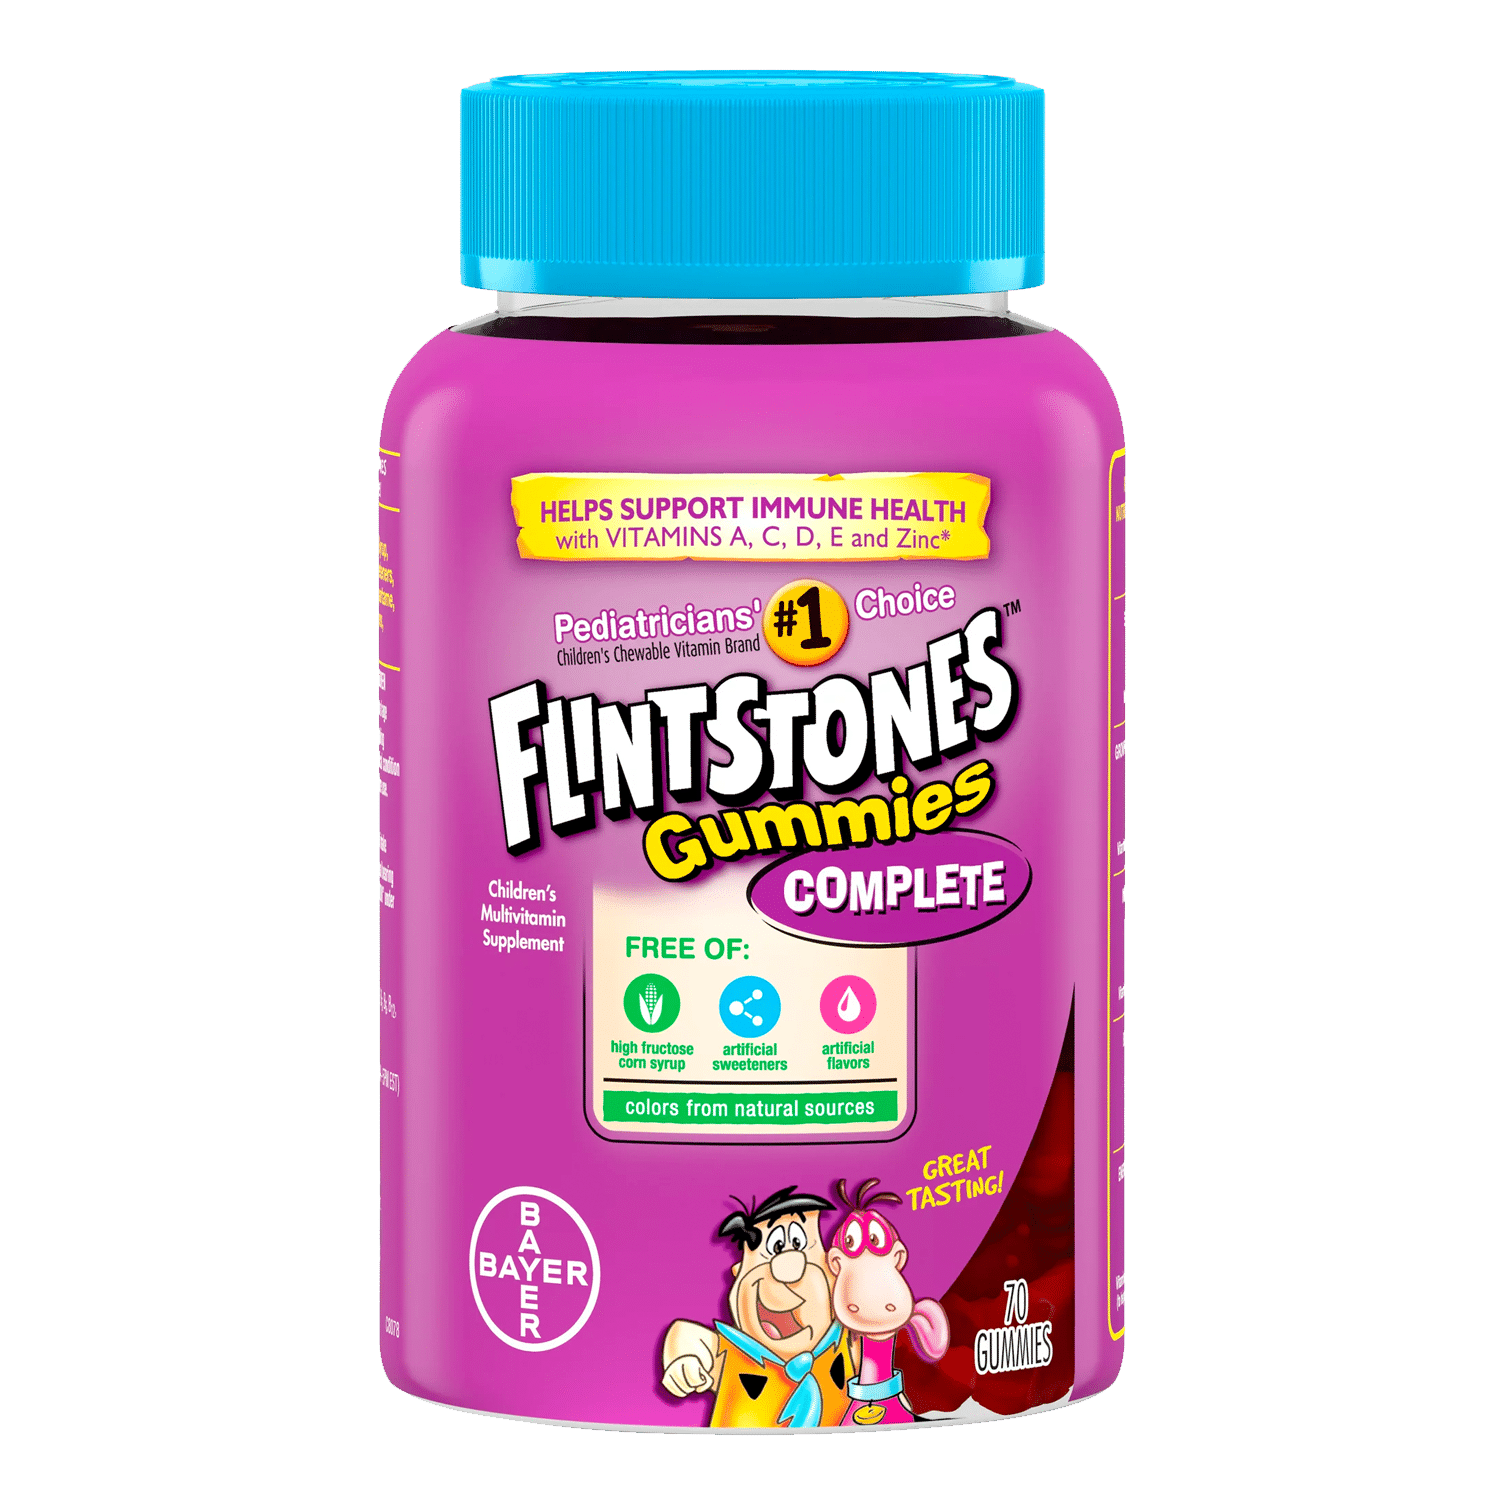 HELPS SUPPORT IMMUNE HEALTH
with VITAMINS A, C, D, E and Zinc*
Pediatricians' #1 Choice
Children's Chewable Vitamin Brand
FLINTSTONES™
Gummies
COMPLETE
Children's
Multivitamin
Supplement
FREE OF:
high fructose
corn syrup
artificial
sweeteners
artificial
flavors
colors from natural sources
GREAT
TASTING!
BAYER
BAYER
70
GUMMIES